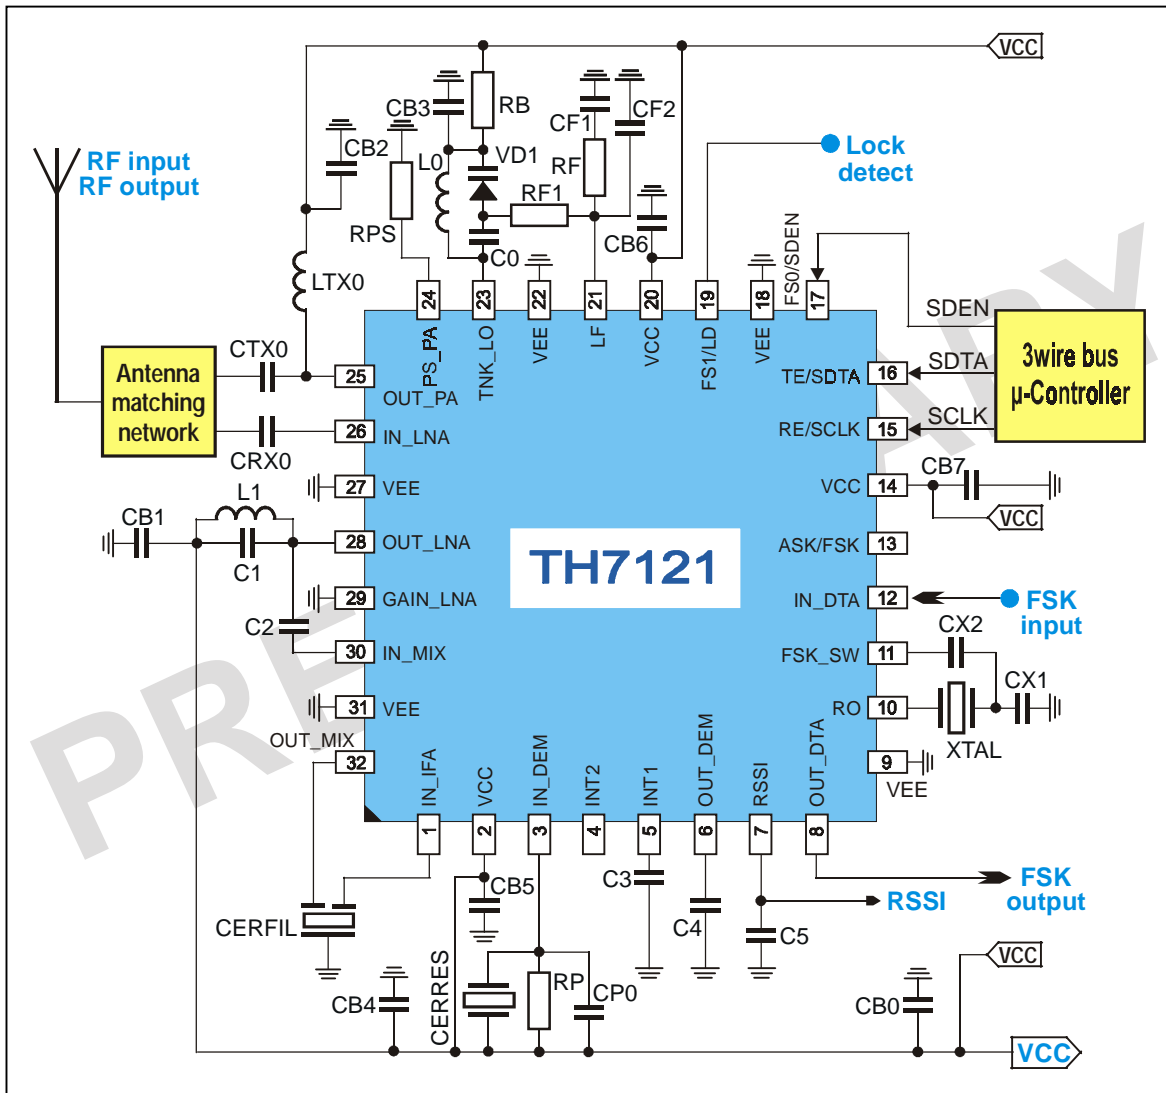 VCC
CB3
RB
CF1
CF2
RF input
RF output
CB2
L0
VD1
RF
Lock
detect
RPS
RF1
CB6
C0
LTX0
FS0/SDEN
24
23
22
21
20
19
18
17
PS_PA
TNK_LO
VEE
LF
VCC
FS1/LD
VEE
SDEN
SDTA
SCLK
3wire bus
µ-Controller
TE/SDTA
16
RE/SCLK
15
CTX0
Antenna
matching
network
CRX0
25
OUT_PA
26
IN_LNA
27
VEE
VCC
14
CB7
VCC
L1
CB1
C1
28
OUT_LNA
ASK/FSK
13
TH7121
29
GAIN_LNA
IN_DTA
12
FSK
input
C2
30
IN_MIX
FSK_SW
11
CX2
CX1
31
VEE
RO
10
XTAL
OUT_MIX
32
9
VEE
IN_IFA
VCC
IN_DEM
INT2
INT1
OUT_DEM
RSSI
OUT_DTA
1
2
3
4
5
6
7
8
CERFIL
CB5
C3
C4
C5
RSSI
FSK
output
CERRES
RP
CP0
CB4
CB0
VCC
VCC